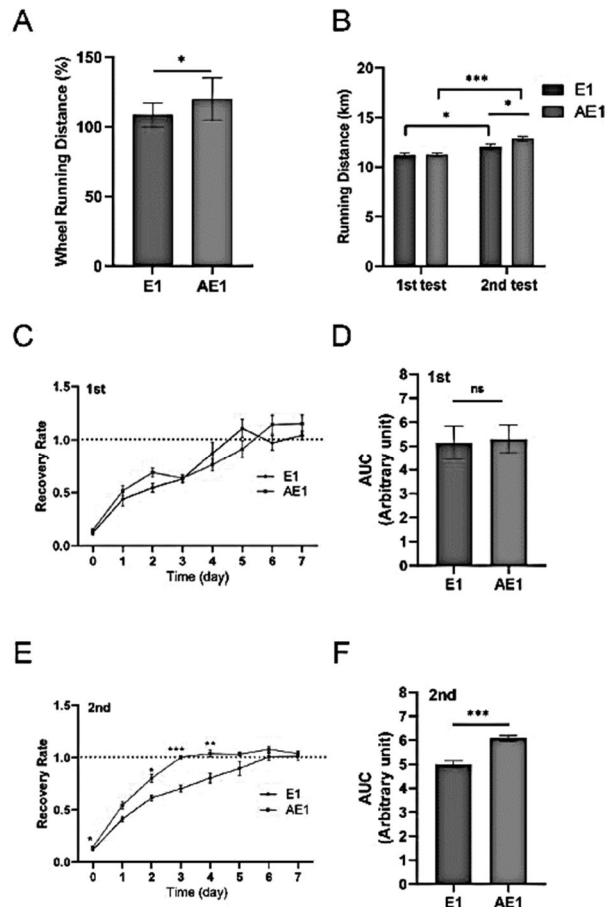 A
Wheel Running Distance (%)
150
100
50
0
*
E1
AE1
B
Running Distance (km)
20
15
10
5
0
*
***
*
1st test
2nd test
E1
AE1
C
Recovery Rate
1.5
1.0
0.5
0.0
1st
E1
AE1
0 1 2 3 4 5 6 7
Time (day)
D
AUC
(Arbitrary unit)
8
7
6
5
4
3
2
1
0
1st
ns
E1
AE1
E
Recovery Rate
1.5
1.0
0.5
0.0
2nd
*
*
***
**
E1
AE1
0 1 2 3 4 5 6 7
Time (day)
F
AUC
(Arbitrary unit)
8
7
6
5
4
3
2
1
0
2nd
***
E1
AE1